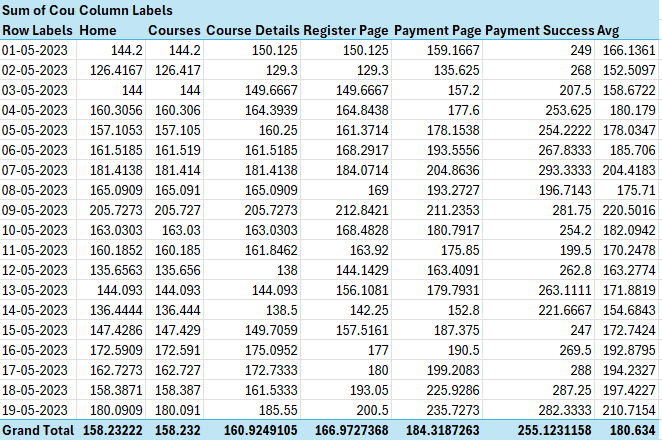 Sum of Cou Column Labels
Row Labels Home Courses Course Details Register Page Payment Page Payment Success Avg
01-05-2023 144.2 144.2 150.125 150.125 159.1667 249 166.1361
02-05-2023 126.4167 126.417 129.3 129.3 135.625 268 152.5097
03-05-2023 144 144 149.6667 149.6667 157.2 207.5 158.6722
04-05-2023 160.3056 160.306 164.3939 164.8438 177.6 253.625 180.179
05-05-2023 157.1053 157.105 160.25 161.3714 178.1538 254.2222 178.0347
06-05-2023 161.5185 161.519 161.5185 168.2917 193.5556 267.8333 185.706
07-05-2023 181.4138 181.414 181.4138 184.0714 204.8636 293.3333 204.4183
08-05-2023 165.0909 165.091 165.0909 169 193.2727 196.7143 175.71
09-05-2023 205.7273 205.727 205.7273 212.8421 211.2353 281.75 220.5016
10-05-2023 163.0303 163.03 163.0303 168.4828 180.7917 254.2 182.0942
11-05-2023 160.1852 160.185 161.8462 163.92 175.85 199.5 170.2478
12-05-2023 135.6563 135.656 138 144.1429 163.4091 262.8 163.2774
13-05-2023 144.093 144.093 144.093 156.1081 179.7931 263.1111 171.8819
14-05-2023 136.4444 136.444 138.5 142.25 152.8 221.6667 154.6843
15-05-2023 147.4286 147.429 149.7059 157.5161 187.375 247 172.7424
16-05-2023 172.5909 172.591 175.0952 177 190.5 269.5 192.8795
17-05-2023 162.7273 162.727 172.7333 180 199.2083 288 194.2327
18-05-2023 158.3871 158.387 161.5333 193.05 225.9286 287.25 197.4227
19-05-2023 180.0909 180.091 185.55 200.5 235.7273 282.3333 210.7154
Grand Total 158.23222 158.232 160.9249105 166.9727368 184.3187263 255.1231158 180.634